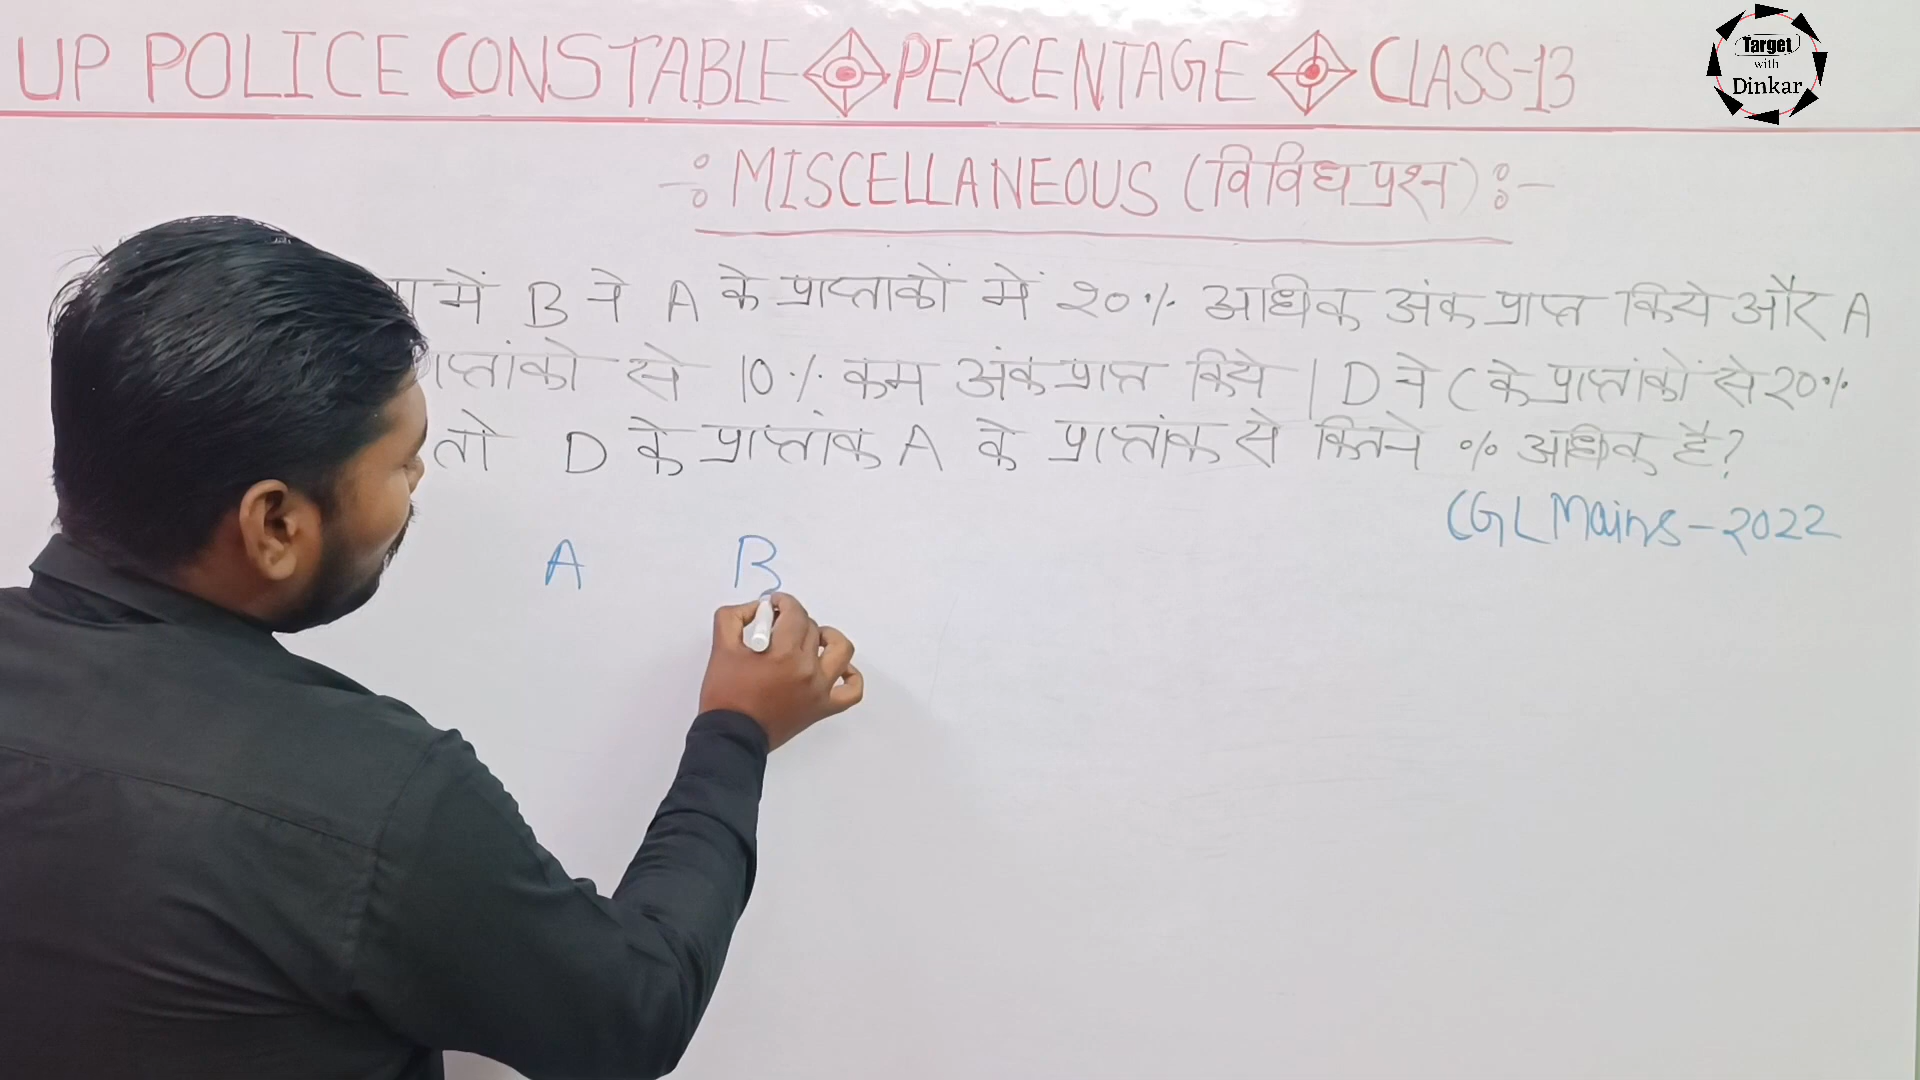 UP POLICE CONSTABLE PERCENTAGE CLASS-13
Target
with
Dinkar
-: MISCELLANEOUS (विविध प्रश्न) :-
में B ने A के प्राप्ताकों में 20% अधिक अंक प्राप्त किये और A
से 10% कम अंक प्राप्त किये । D ने C के प्राप्तांकों से 20%
तो D के प्राप्तांक A के प्राप्तांक से कितने % अधिक है?
CGL Mains-2022
A B